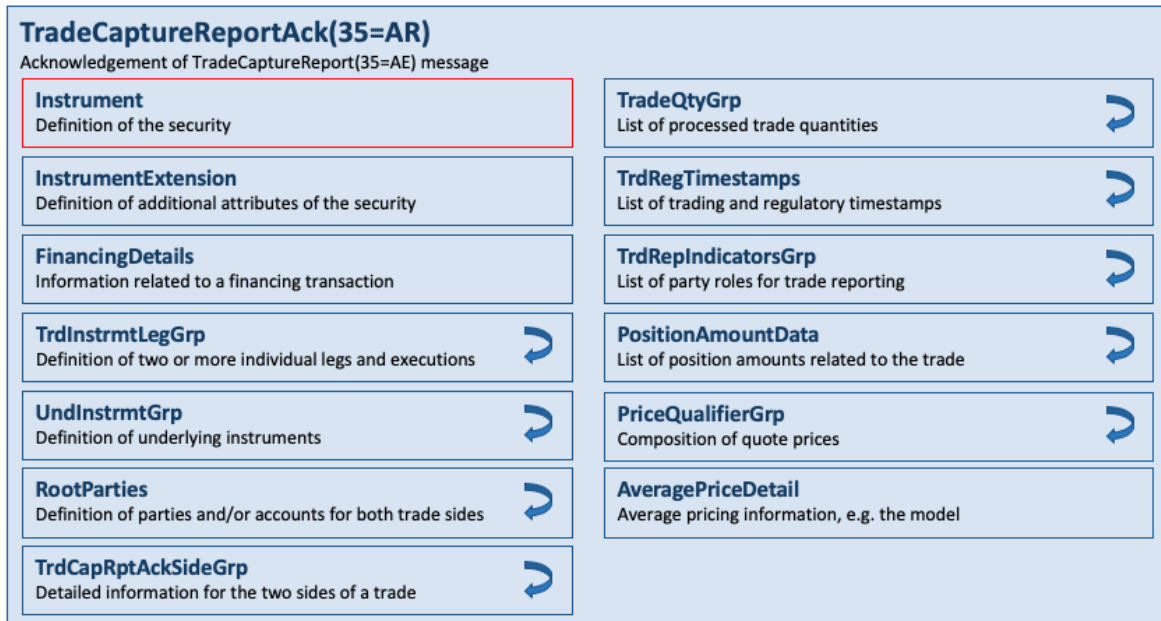 TradeCaptureReportAck(35=AR)
Acknowledgement of TradeCaptureReport(35=AE) message
Instrument
Definition of the security
InstrumentExtension
Definition of additional attributes of the security
FinancingDetails
Information related to a financing transaction
TrdInstrmtLegGrp
Definition of two or more individual legs and executions
UndInstrmtGrp
Definition of underlying instruments
RootParties
Definition of parties and/or accounts for both trade sides
TrdCapRptAckSideGrp
Detailed information for the two sides of a trade
TradeQtyGrp
List of processed trade quantities
TrdRegTimestamps
List of trading and regulatory timestamps
TrdRepIndicatorsGrp
List of party roles for trade reporting
PositionAmountData
List of position amounts related to the trade
PriceQualifierGrp
Composition of quote prices
AveragePriceDetail
Average pricing information, e.g. the model